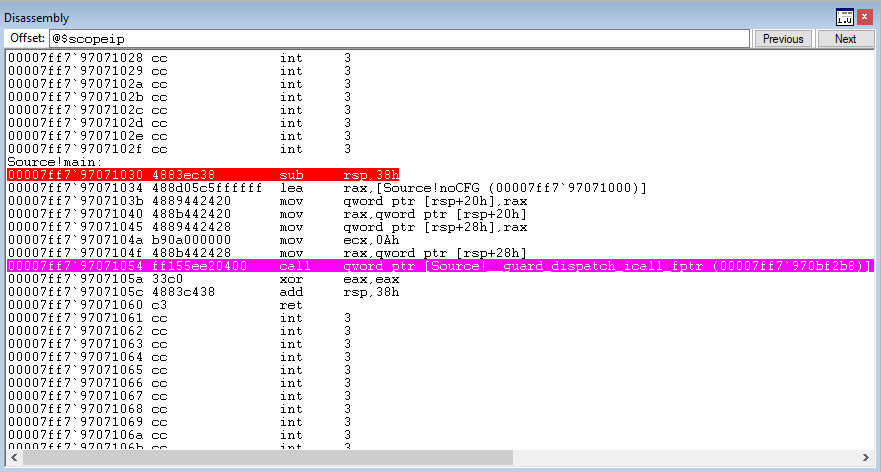 Disassembly
Offset: @$scopeip Previous Next
00007ff7`97071028 cc int 3
00007ff7`97071029 cc int 3
00007ff7`9707102a cc int 3
00007ff7`9707102b cc int 3
00007ff7`9707102c cc int 3
00007ff7`9707102d cc int 3
00007ff7`9707102e cc int 3
00007ff7`9707102f cc int 3
Source!main:
00007ff7`97071030 4883ec38 sub rsp,38h
00007ff7`97071034 488d05c5ffffff lea rax,[Source!noCFG (00007ff7`97071000)]
00007ff7`9707103b 4889442420 mov qword ptr [rsp+20h],rax
00007ff7`97071040 488b442420 mov rax,qword ptr [rsp+20h]
00007ff7`97071045 4889442428 mov qword ptr [rsp+28h],rax
00007ff7`9707104a b90a000000 mov ecx,0Ah
00007ff7`9707104f 488b442428 mov rax,qword ptr [rsp+28h]
00007ff7`97071054 ff155ee20400 call qword ptr [Source!__guard_dispatch_icall_fptr (00007ff7`970bf2b8)]
00007ff7`9707105a 33c0 xor eax,eax
00007ff7`9707105c 4883c438 add rsp,38h
00007ff7`97071060 c3 ret
00007ff7`97071061 cc int 3
00007ff7`97071062 cc int 3
00007ff7`97071063 cc int 3
00007ff7`97071064 cc int 3
00007ff7`97071065 cc int 3
00007ff7`97071066 cc int 3
00007ff7`97071067 cc int 3
00007ff7`97071068 cc int 3
00007ff7`97071069 cc int 3
00007ff7`9707106a cc int 3
00007ff7`9707106b cc int 3